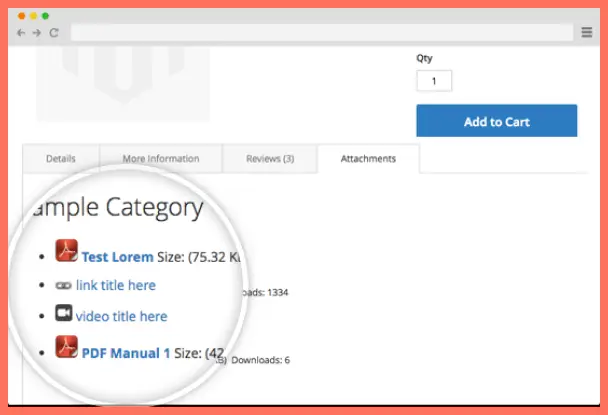 Qty
1
Add to Cart
Details
More Information
Reviews (3)
Attachments
ample Category
Test Lorem Size: (75.32 K
link title here
oads: 1334
video title here
PDF Manual 1 Size: (42
B) Downloads: 6